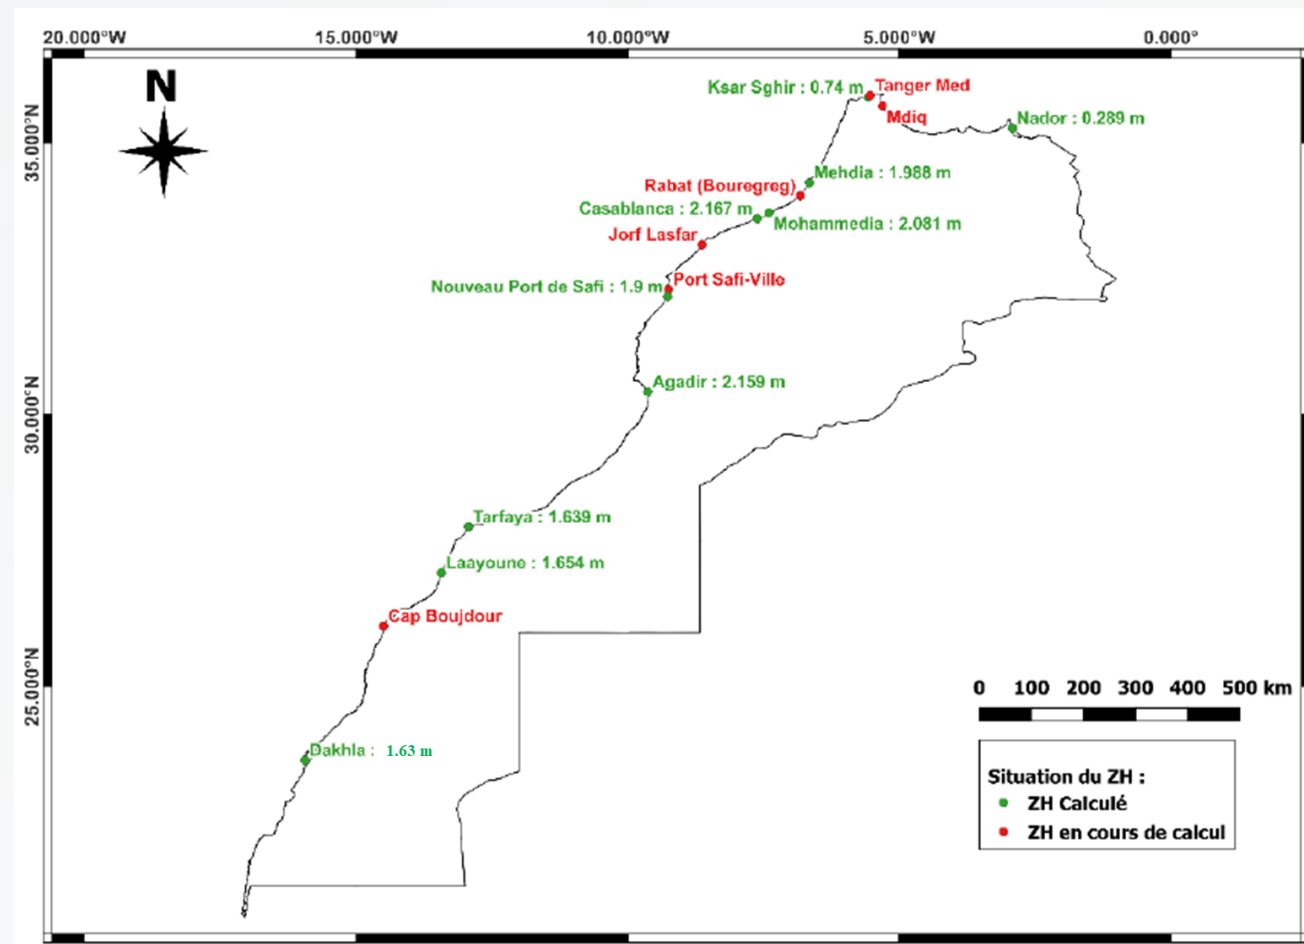 20.000°W 15.000°W 10.000°W 5.000°W 0.000°
N
Ksar Sghir : 0.74 m
Tanger Med
Mdiq
Nador : 0.289 m
35.000°N
Mehdia : 1.988 m
Rabat (Bouregreg)
Casablanca : 2.167 m
Mohammedia : 2.081 m
Jorf Lasfar
Port Safi-Ville
Nouveau Port de Safi : 1.9 m
Agadir : 2.159 m
30.000°N
Tarfaya : 1.639 m
Laayoune : 1.654 m
Cap Boujdour
25.000°N
Dakhla : 1.63 m
0 100 200 300 400 500 km
Situation du ZH :
ZH Calculé
ZH en cours de calcul